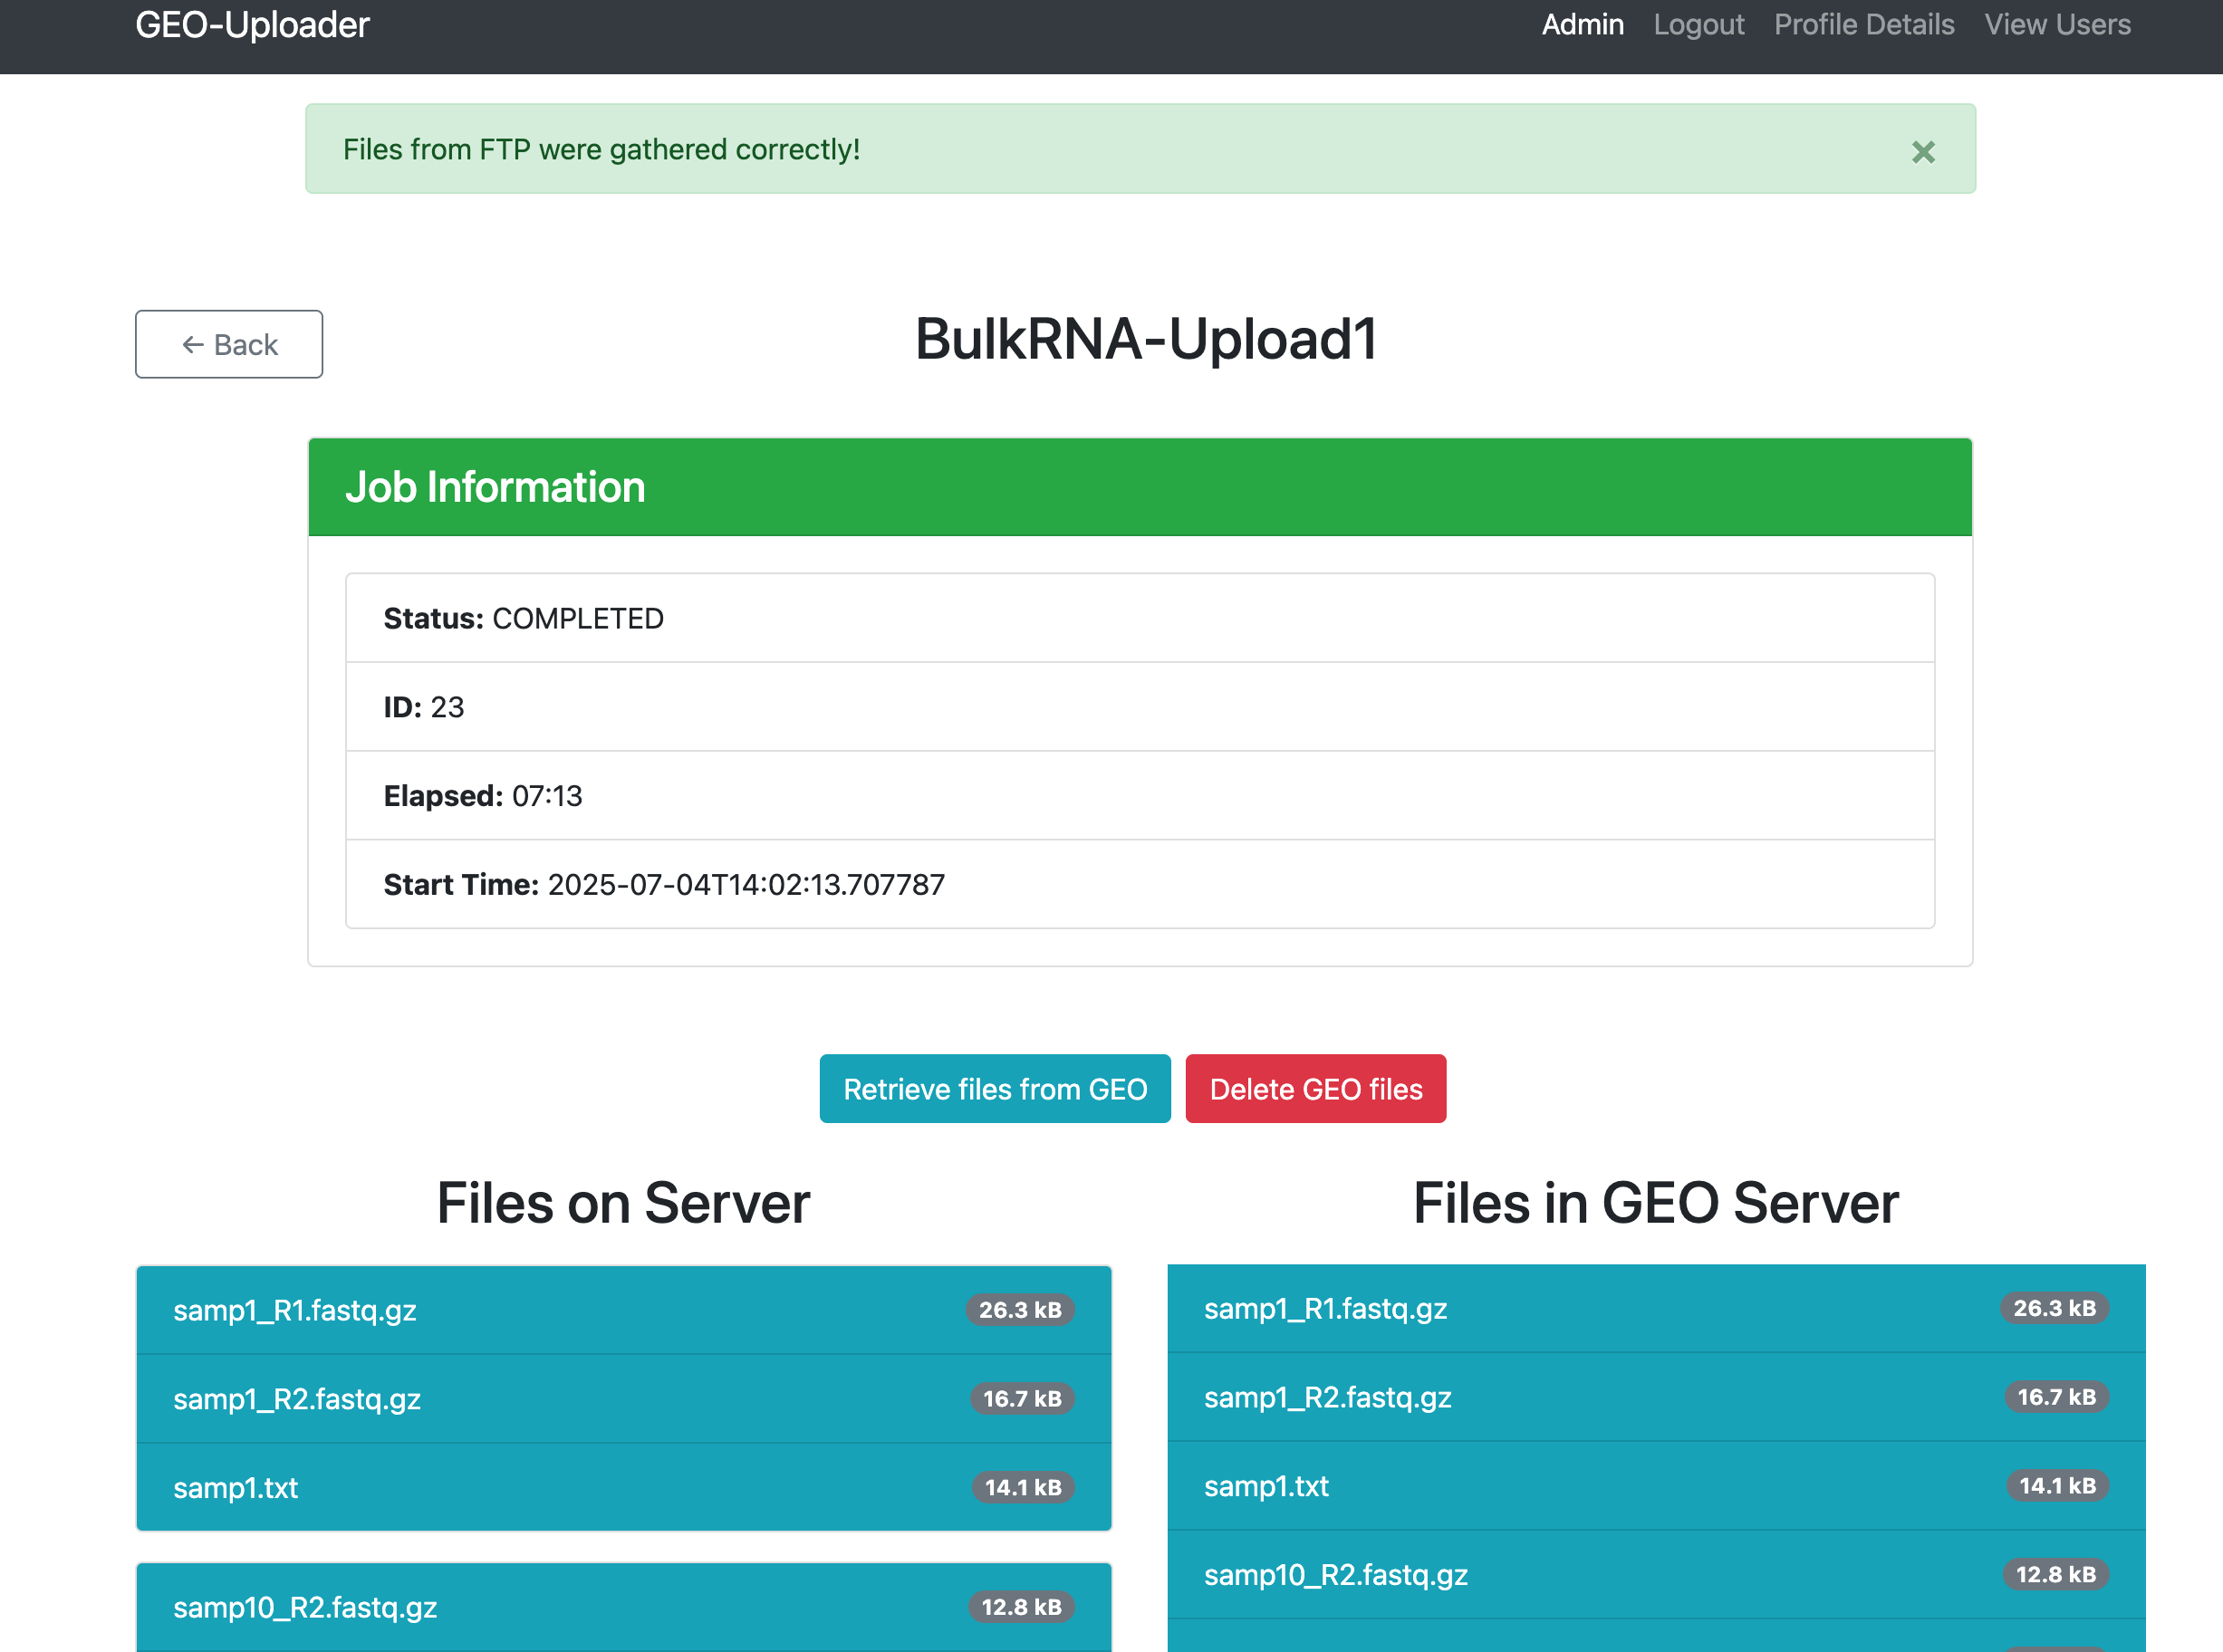 GEO-Uploader
Admin Logout Profile Details View Users
Files from FTP were gathered correctly! ×
← Back
BulkRNA-Upload1
Job Information
Status: COMPLETED
ID: 23
Elapsed: 07:13
Start Time: 2025-07-04T14:02:13.707787
Retrieve files from GEO
Delete GEO files
Files on Server
samp1_R1.fastq.gz 26.3 kB
samp1_R2.fastq.gz 16.7 kB
samp1.txt 14.1 kB
samp10_R2.fastq.gz 12.8 kB
Files in GEO Server
samp1_R1.fastq.gz 26.3 kB
samp1_R2.fastq.gz 16.7 kB
samp1.txt 14.1 kB
samp10_R2.fastq.gz 12.8 kB